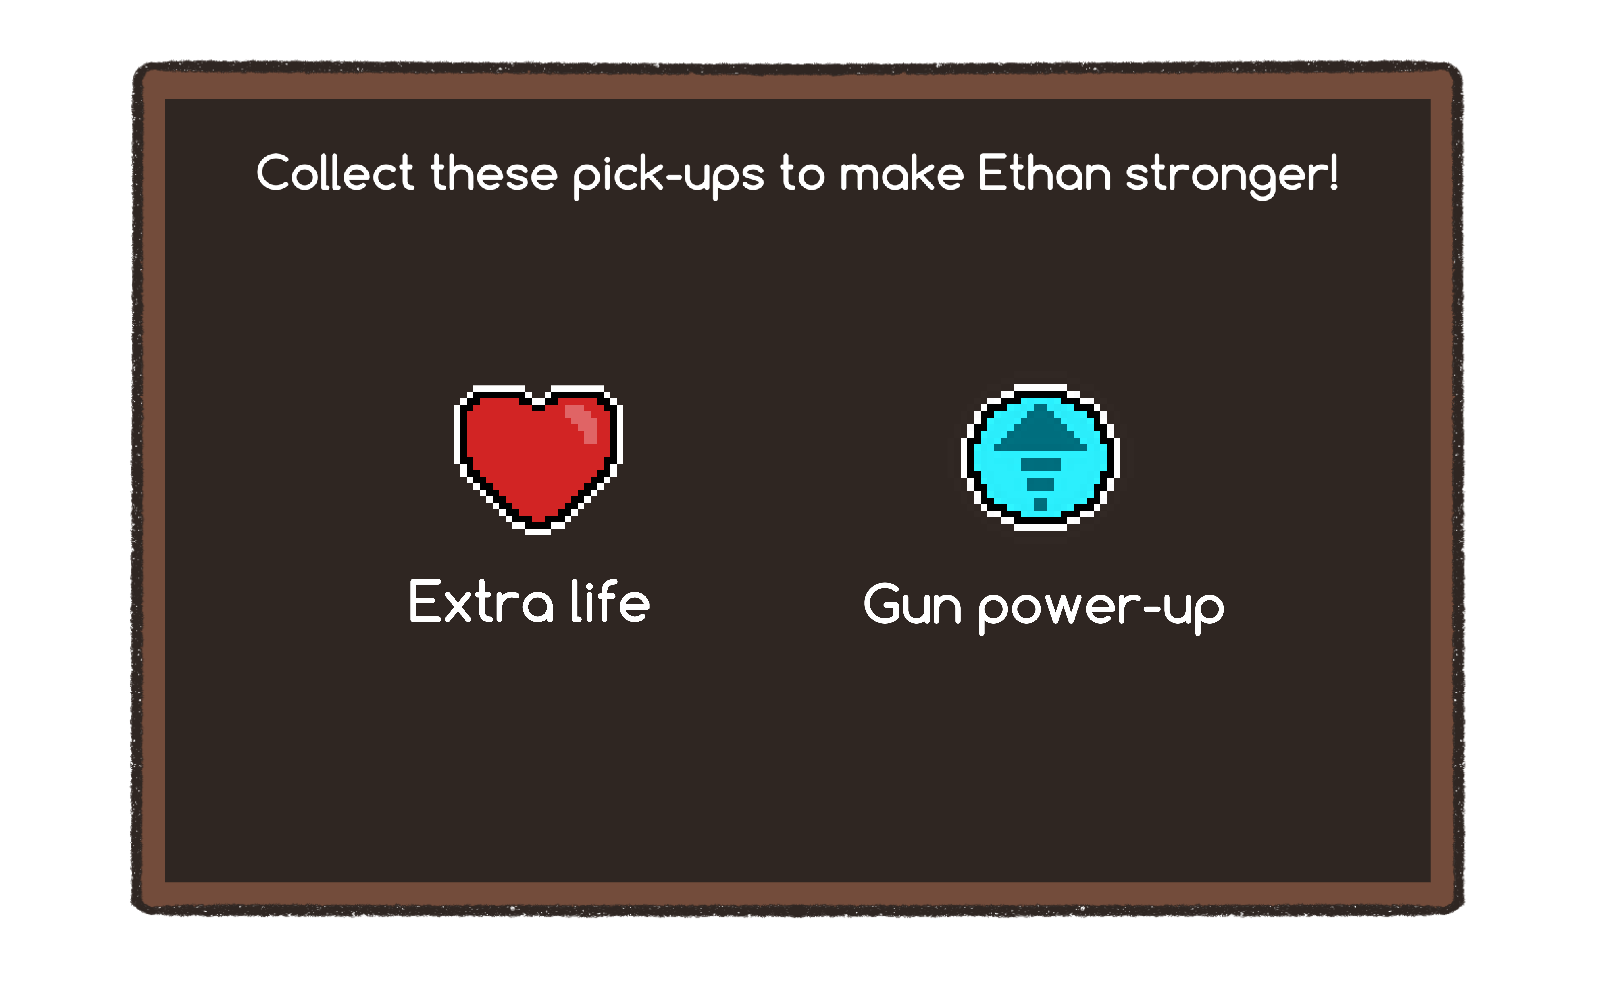 Collect these pick-ups to make Ethan stronger!
Extra life
Gun power-up